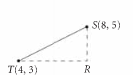 S(8, 5)
T(4, 3)
R